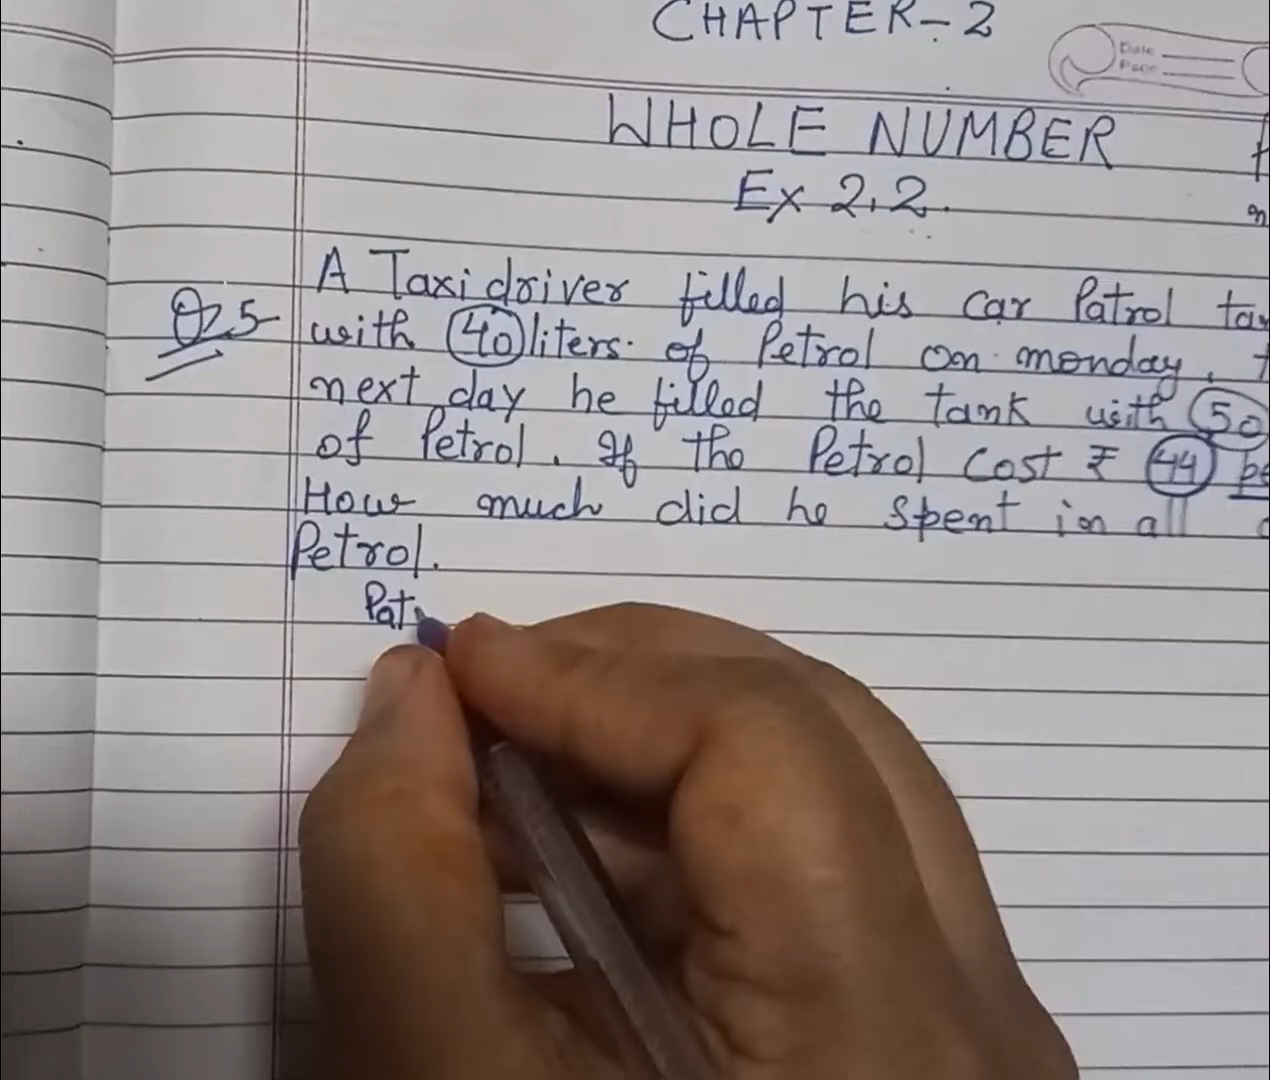 CHAPTER-2
Date
Page
WHOLE NUMBER
Ex 2.2.
Q.5 A Taxi driver filled his car Patrol
with 40 liters of Petrol on monday.
next day he filled the tank with 50
of Petrol. If the Petrol Cost ₹ 44
How much did he spent in all
Petrol.
Pat